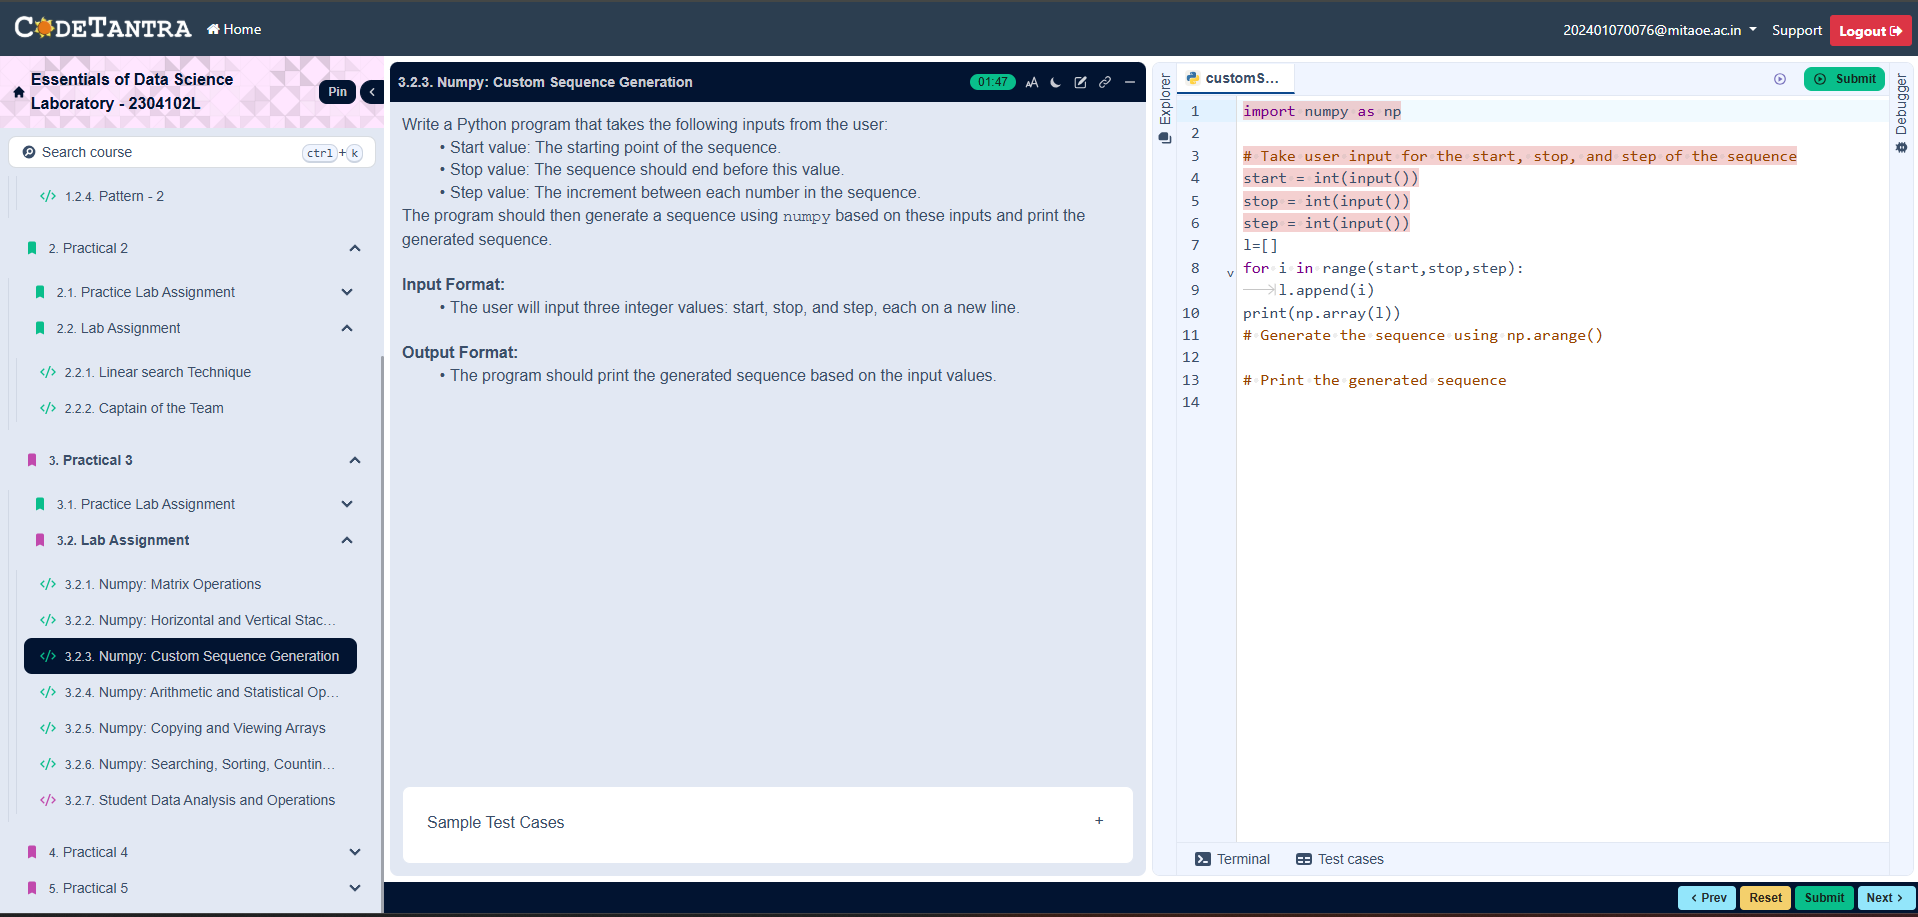 CODETANTRA
Home
202401070076@mitaoe.ac.in
Support
Logout
Essentials of Data Science
Laboratory - 2304102L
Pin
Search course
ctrl + k
1.2.4. Pattern - 2
2. Practical 2
2.1. Practice Lab Assignment
2.2. Lab Assignment
2.2.1. Linear search Technique
2.2.2. Captain of the Team
3. Practical 3
3.1. Practice Lab Assignment
3.2. Lab Assignment
3.2.1. Numpy: Matrix Operations
3.2.2. Numpy: Horizontal and Vertical Stac...
3.2.3. Numpy: Custom Sequence Generation
3.2.4. Numpy: Arithmetic and Statistical Op...
3.2.5. Numpy: Copying and Viewing Arrays
3.2.6. Numpy: Searching, Sorting, Countin...
3.2.7. Student Data Analysis and Operations
4. Practical 4
5. Practical 5
3.2.3. Numpy: Custom Sequence Generation
01:47
AA
Write a Python program that takes the following inputs from the user:
• Start value: The starting point of the sequence.
• Stop value: The sequence should end before this value.
• Step value: The increment between each number in the sequence.
The program should then generate a sequence using numpy based on these inputs and print the
generated sequence.
Input Format:
• The user will input three integer values: start, stop, and step, each on a new line.
Output Format:
• The program should print the generated sequence based on the input values.
Sample Test Cases
+
Explorer
customS...
Submit
Debugger
1 import numpy as np
2
3 # Take user input for the start, stop, and step of the sequence
4 start = int(input())
5 stop = int(input())
6 step = int(input())
7 l=[]
8 for i in range(start,stop,step):
9 l.append(i)
10 print(np.array(l))
11 # Generate the sequence using np.arange()
12
13 # Print the generated sequence
14
Terminal
Test cases
< Prev
Reset
Submit
Next >